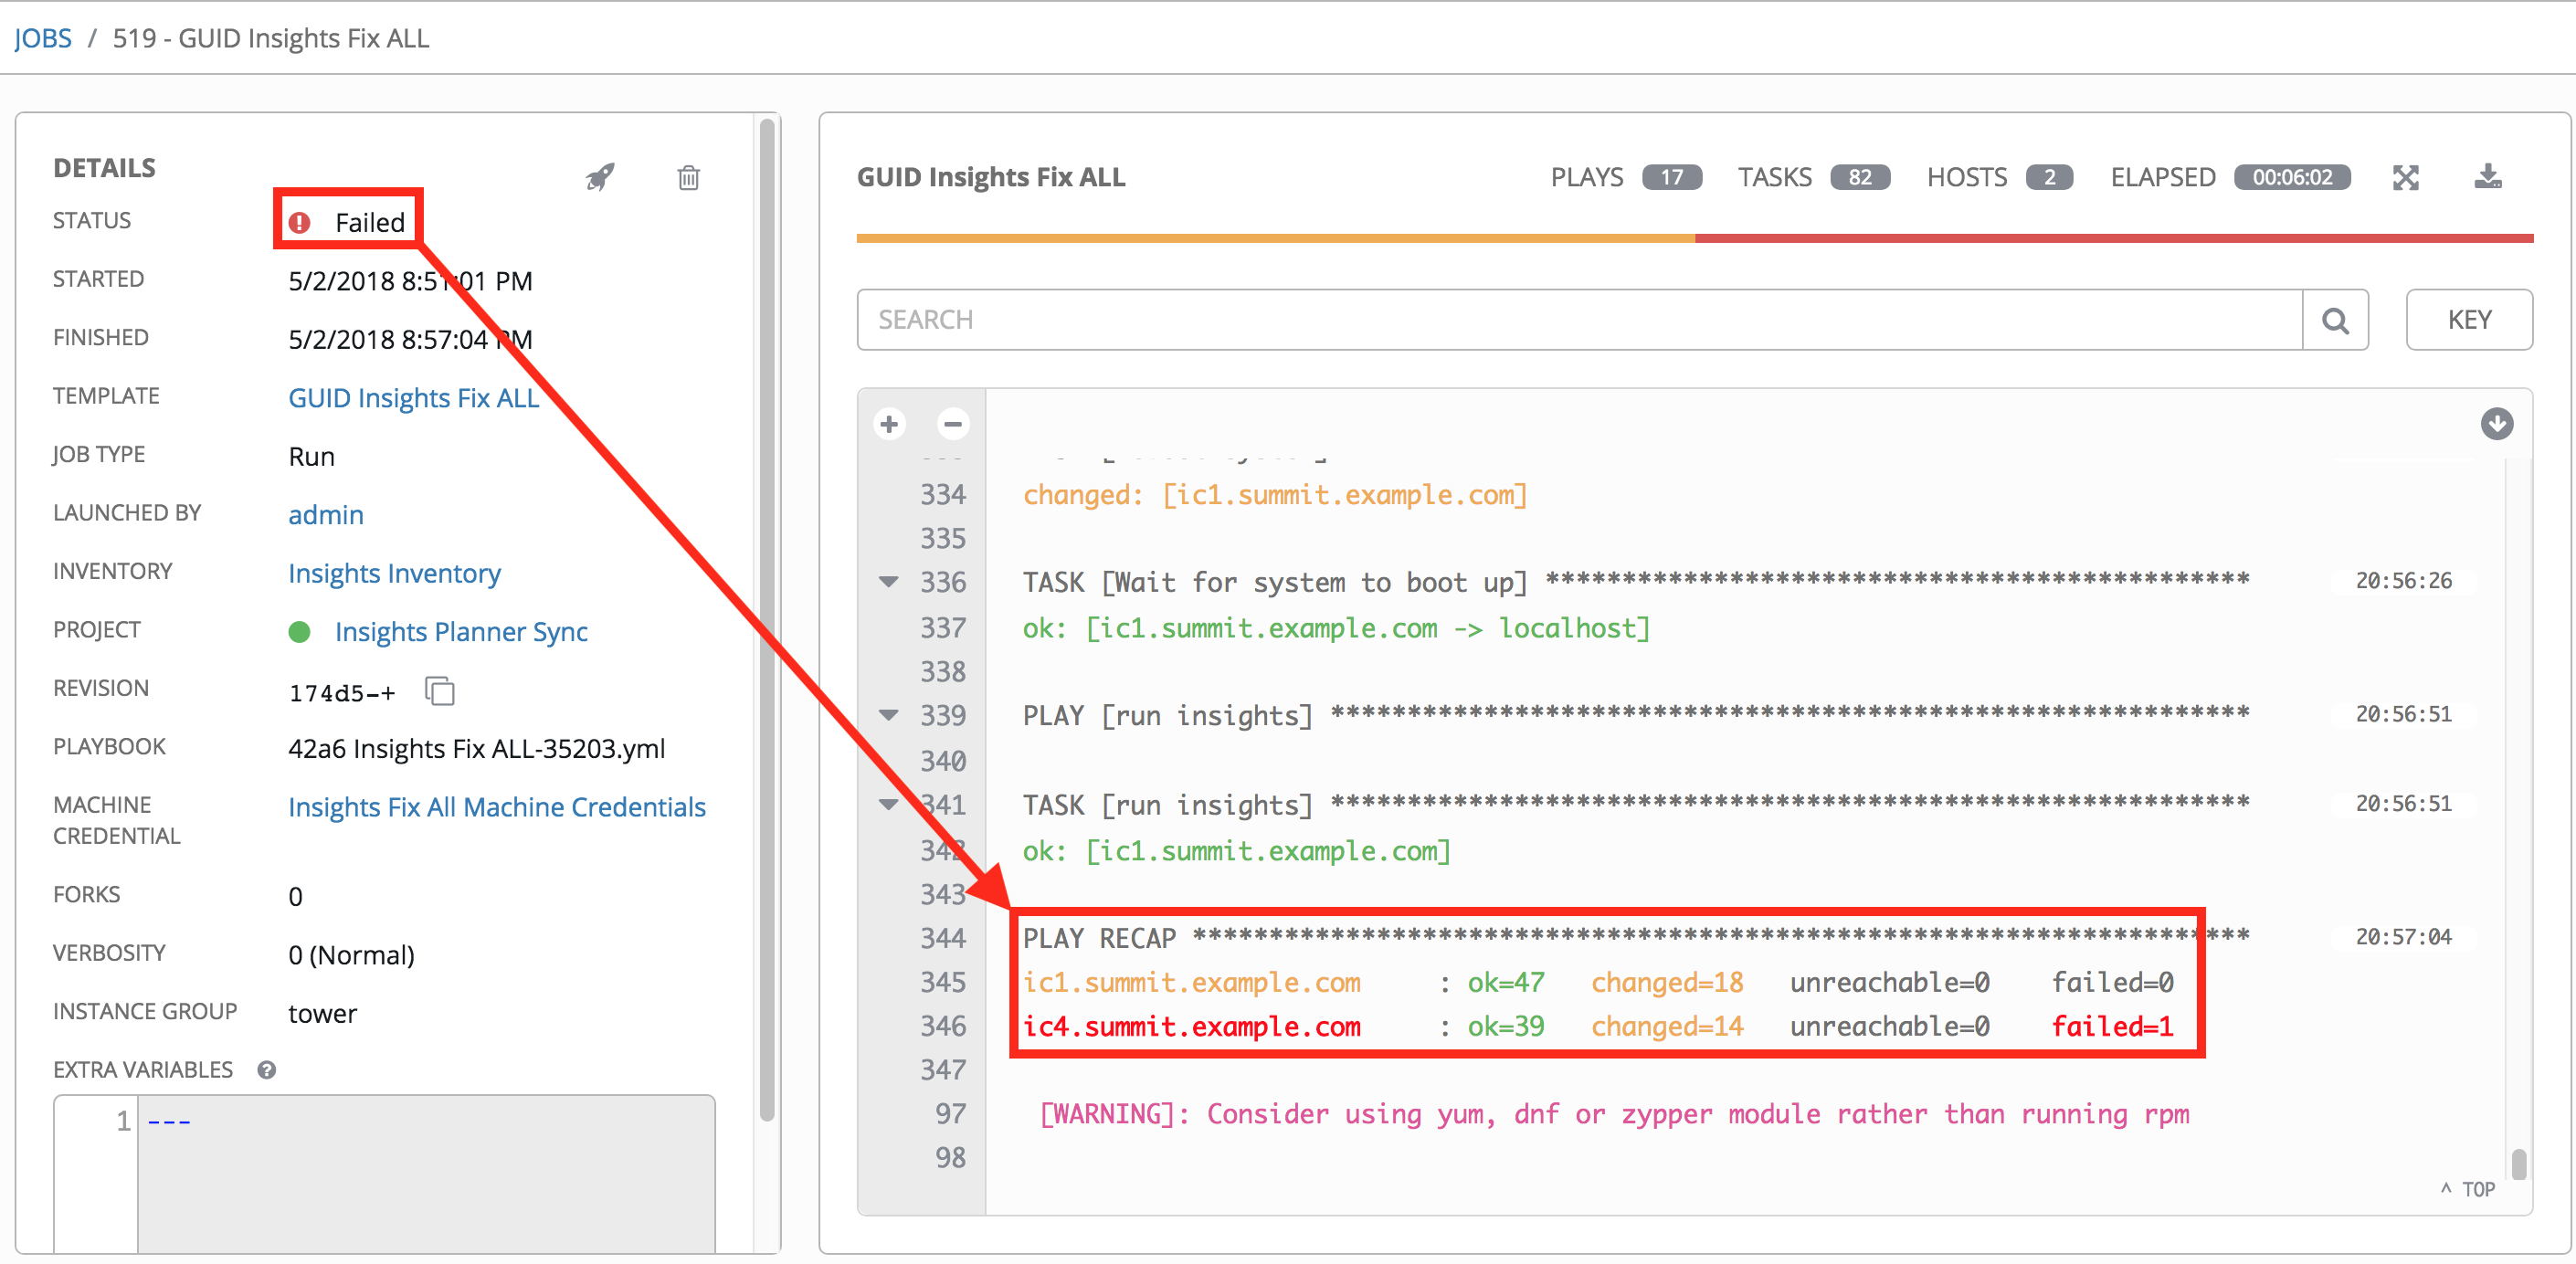 JOBS / 519 - GUID Insights Fix ALL
DETAILS
STATUS Failed
STARTED 5/2/2018 8:51:01 PM
FINISHED 5/2/2018 8:57:04 PM
TEMPLATE GUID Insights Fix ALL
JOB TYPE Run
LAUNCHED BY admin
INVENTORY Insights Inventory
PROJECT Insights Planner Sync
REVISION 174d5-+
PLAYBOOK 42a6 Insights Fix ALL-35203.yml
MACHINE CREDENTIAL Insights Fix All Machine Credentials
FORKS 0
VERBOSITY 0 (Normal)
INSTANCE GROUP tower
EXTRA VARIABLES ?
1 ---
GUID Insights Fix ALL PLAYS 17 TASKS 82 HOSTS 2 ELAPSED 00:06:02
SEARCH KEY
334 changed: [ic1.summit.example.com]
335
336 TASK [Wait for system to boot up] ********************************************** 20:56:26
337 ok: [ic1.summit.example.com -> localhost]
338
339 PLAY [run insights] ************************************************************ 20:56:51
340
341 TASK [run insights] ************************************************************ 20:56:51
342 ok: [ic1.summit.example.com]
343
344 PLAY RECAP ********************************************************************* 20:57:04
345 ic1.summit.example.com : ok=47 changed=18 unreachable=0 failed=0
346 ic4.summit.example.com : ok=39 changed=14 unreachable=0 failed=1
347
97 [WARNING]: Consider using yum, dnf or zypper module rather than running rpm
98
^ TOP